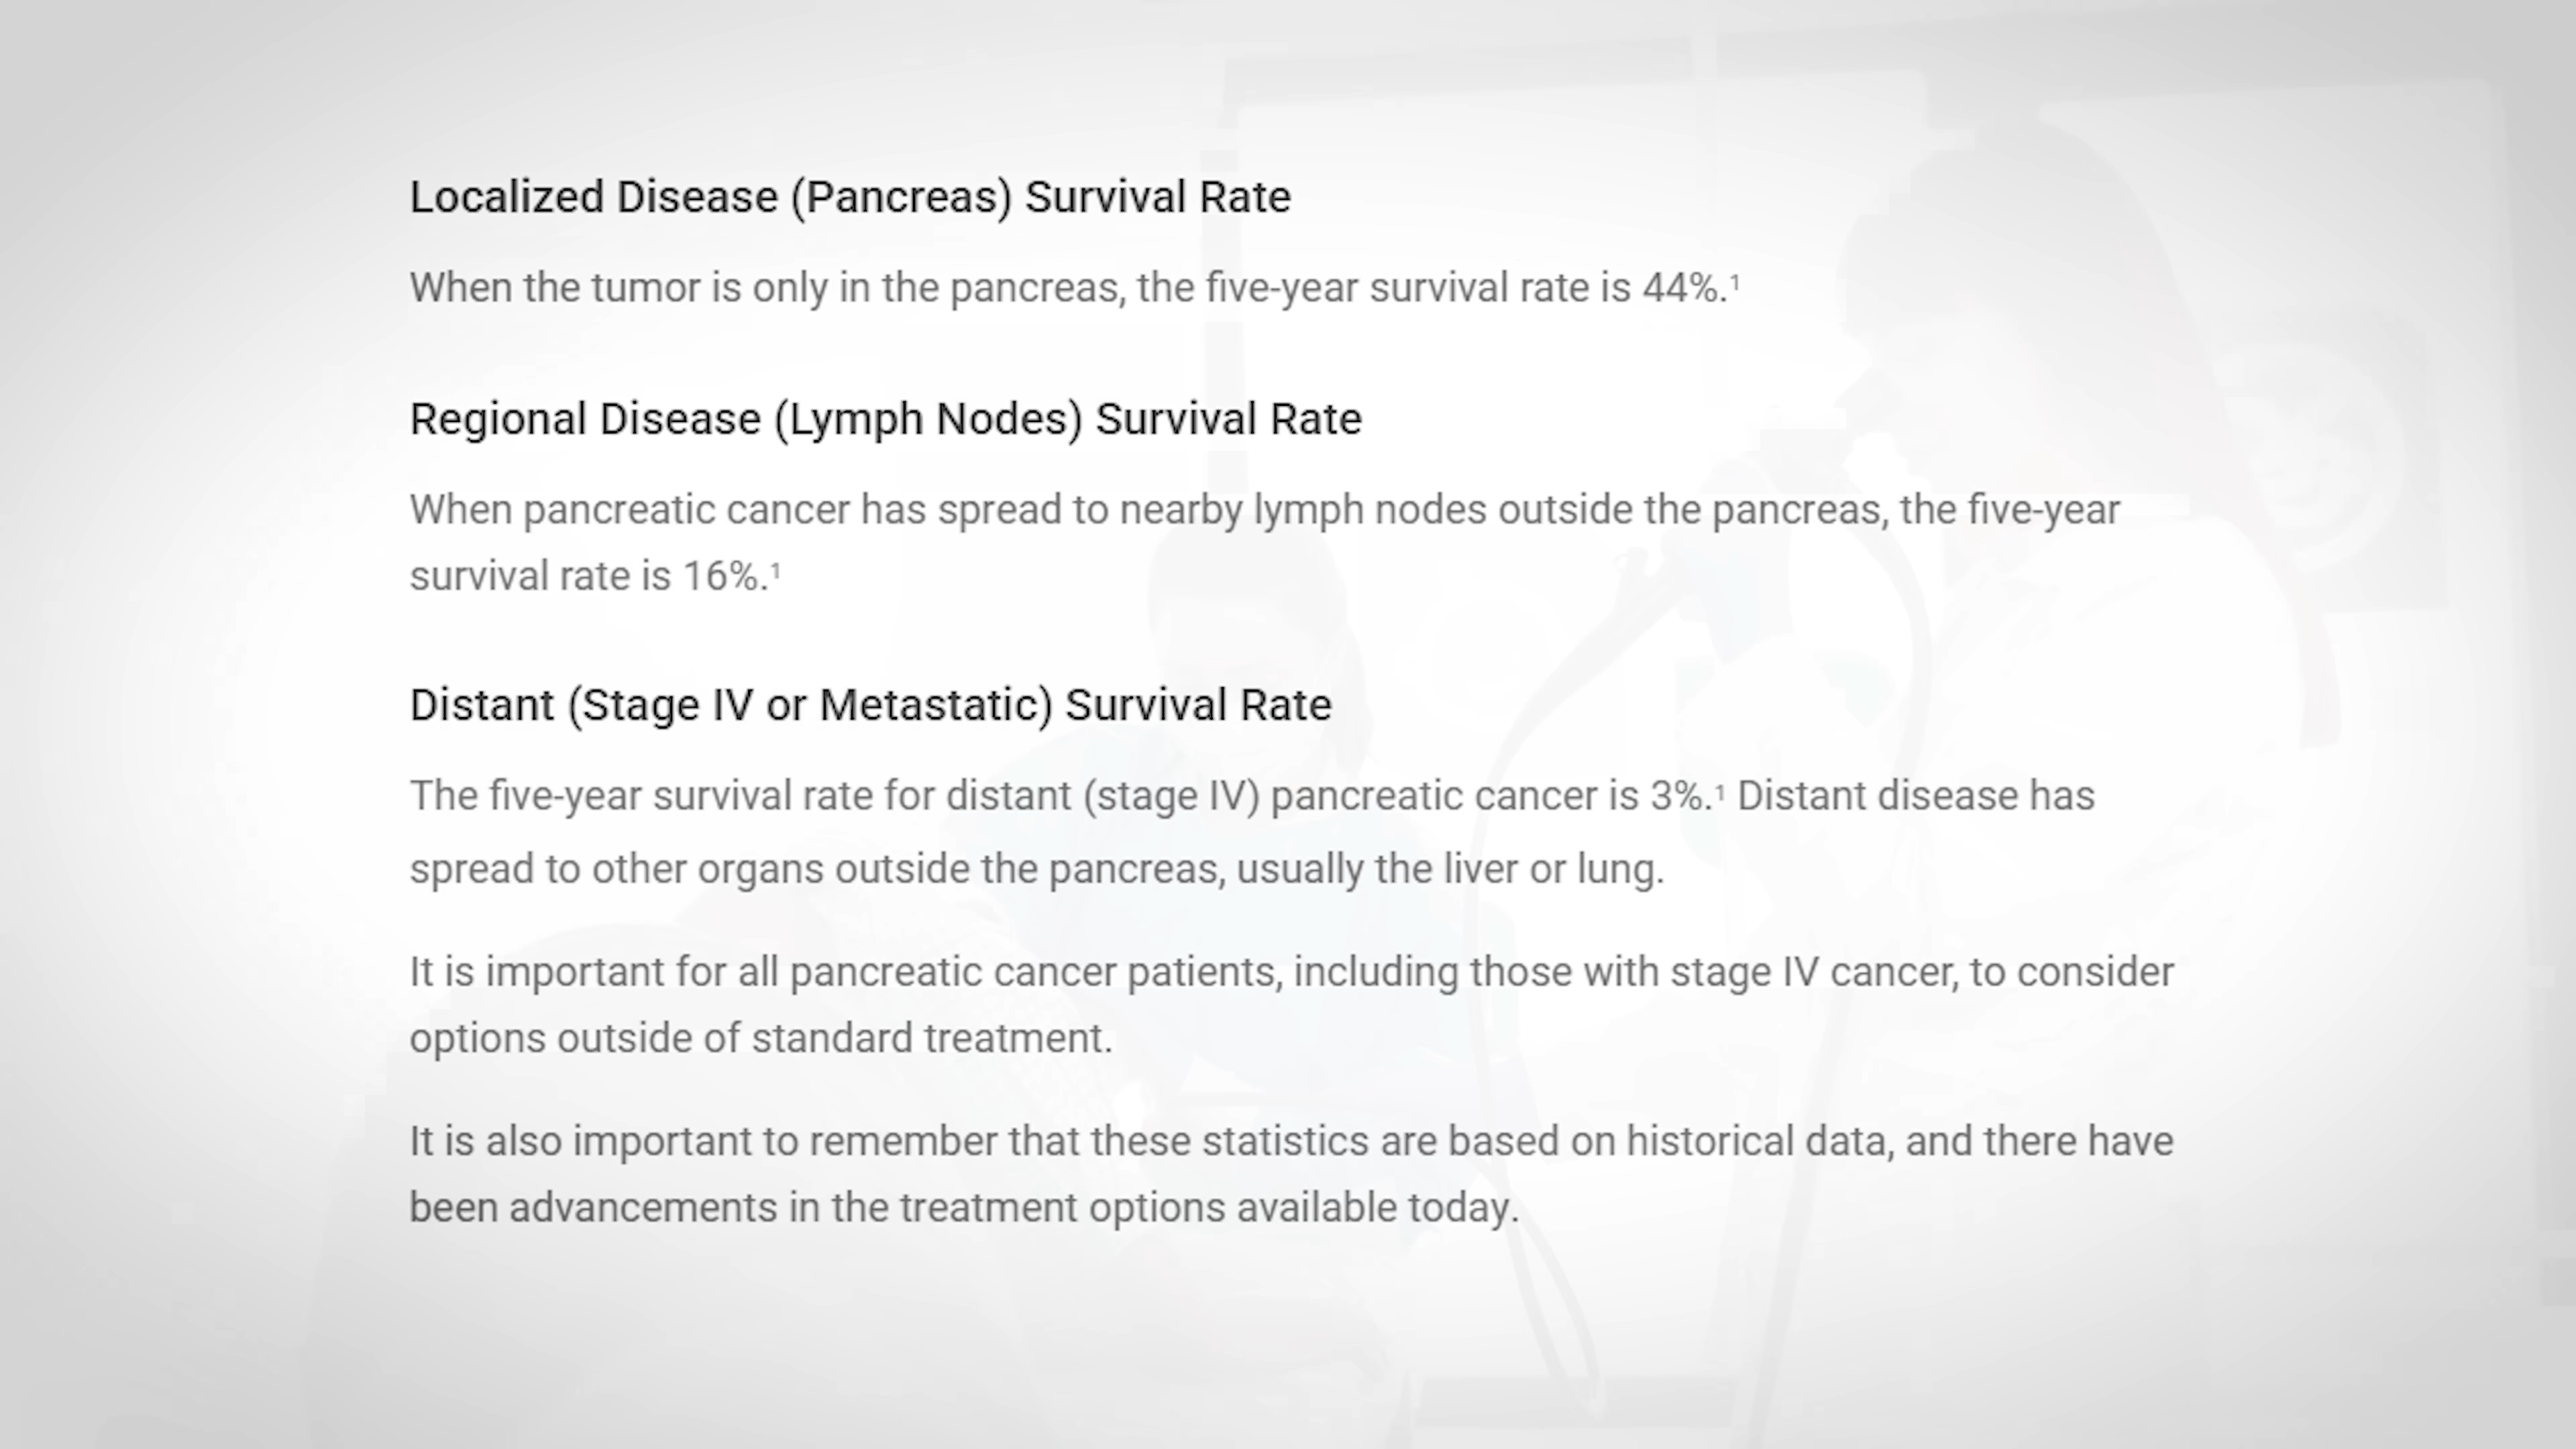 Localized Disease (Pancreas) Survival Rate
When the tumor is only in the pancreas, the five-year survival rate is 44%.¹
Regional Disease (Lymph Nodes) Survival Rate
When pancreatic cancer has spread to nearby lymph nodes outside the pancreas, the five-year
survival rate is 16%.¹
Distant (Stage IV or Metastatic) Survival Rate
The five-year survival rate for distant (stage IV) pancreatic cancer is 3%.¹ Distant disease has
spread to other organs outside the pancreas, usually the liver or lung.
It is important for all pancreatic cancer patients, including those with stage IV cancer, to consider
options outside of standard treatment.
It is also important to remember that these statistics are based on historical data, and there have
been advancements in the treatment options available today.